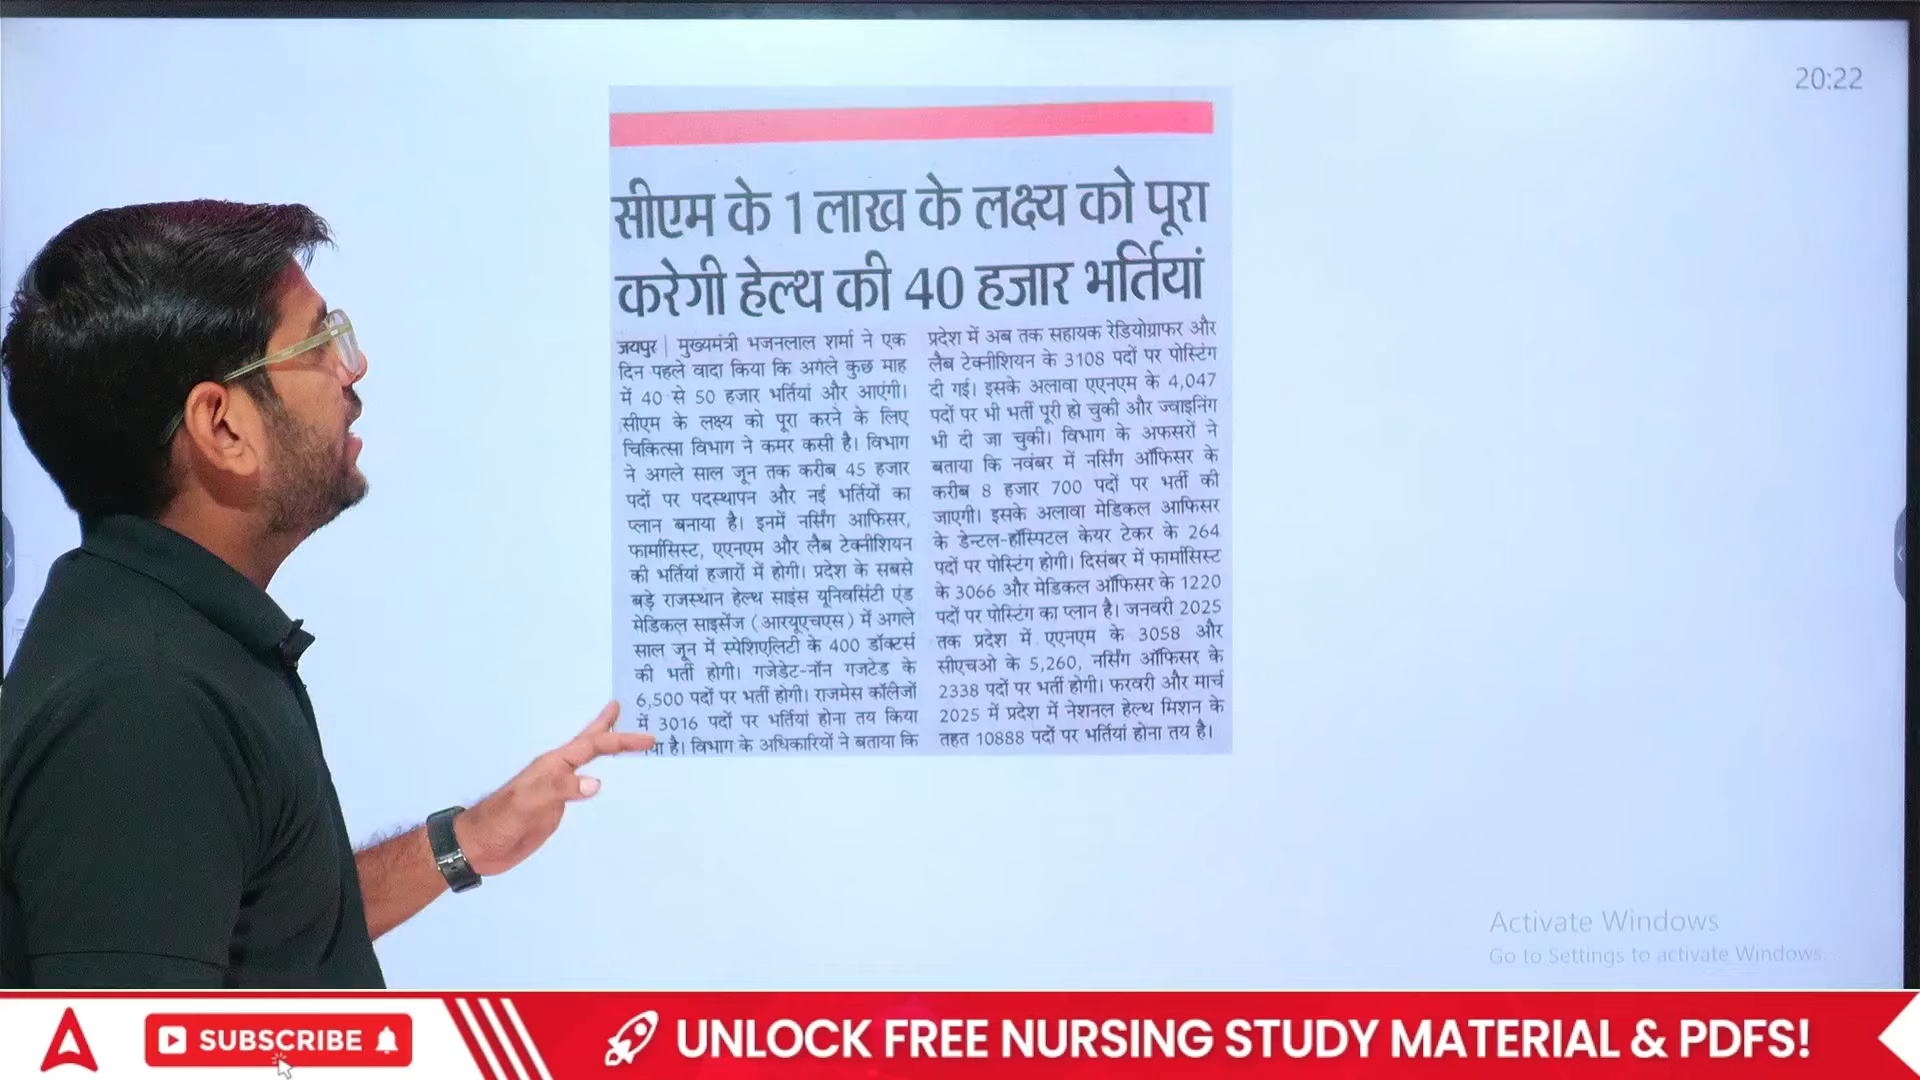 20:22
सीएम के 1 लाख के लक्ष्य को पूरा
करेगी हेल्थ की 40 हजार भर्तियां
जयपुर | मुख्यमंत्री भजनलाल शर्मा ने एक
दिन पहले वादा किया कि अगले कुछ माह
में 40 से 50 हजार भर्तियां और आएंगी।
सीएम के लक्ष्य को पूरा करने के लिए
चिकित्सा विभाग ने कमर कसी है। विभाग
ने अगले साल जून तक करीब 45 हजार
पदों पर पदस्थापन और नई भर्तियों का
प्लान बनाया है। इनमें नर्सिंग आफिसर,
फार्मासिस्ट, एएनएम और लैब टेक्नीशियन
की भर्तियां हजारों में होगी। प्रदेश के सबसे
बड़े राजस्थान हेल्थ साइंस यूनिवर्सिटी एंड
मेडिकल साइसेंज (आरयूएचएस) में अगले
साल जून में स्पेशिएलिटी के 400 डॉक्टर्स
की भर्ती होगी। गजेडेट-नॉन गजटेड के
6,500 पदों पर भर्ती होगी। राजमेस कॉलेजों
में 3016 पदों पर भर्तियां होना तय किया
है। विभाग के अधिकारियों ने बताया कि
प्रदेश में अब तक सहायक रेडियोग्राफर और
लैब टेक्नीशियन के 3108 पदों पर पोस्टिंग
दी गई। इसके अलावा एएनएम के 4,047
पदों पर भी भर्ती पूरी हो चुकी और ज्वाइनिंग
भी दी जा चुकी। विभाग के अफसरों ने
बताया कि नवंबर में नर्सिंग ऑफिसर के
करीब 8 हजार 700 पदों पर भर्ती की
जाएगी। इसके अलावा मेडिकल आफिसर
के डेन्टल-हॉस्पिटल केयर टेकर के 264
पदों पर पोस्टिंग होगी। दिसंबर में फार्मासिस्ट
के 3066 और मेडिकल ऑफिसर के 1220
पदों पर पोस्टिंग का प्लान है। जनवरी 2025
तक प्रदेश में एएनएम के 3058 और
सीएचओ के 5,260, नर्सिंग ऑफिसर के
2338 पदों पर भर्ती होगी। फरवरी और मार्च
2025 में प्रदेश में नेशनल हेल्थ मिशन के
तहत 10888 पदों पर भर्तियां होना तय है।
Activate Windows
Go to Settings to activate Windows.
SUBSCRIBE
UNLOCK FREE NURSING STUDY MATERIAL & PDFS!